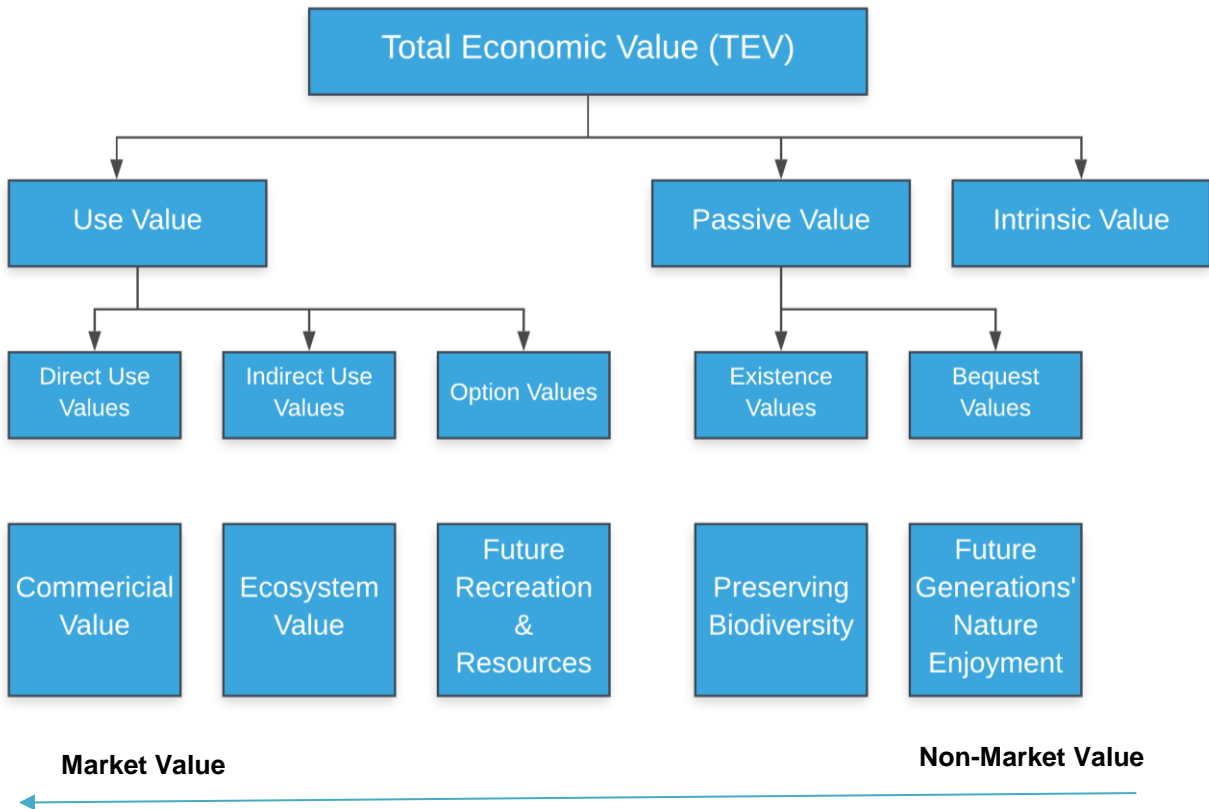 Total Economic Value (TEV)
Use Value
Passive Value
Intrinsic Value
Direct Use
Values
Indirect Use
Values
Option Values
Existence
Values
Bequest
Values
Commericial
Value
Ecosystem
Value
Future
Recreation
&
Resources
Preserving
Biodiversity
Future
Generations'
Nature
Enjoyment
Market Value
Non-Market Value